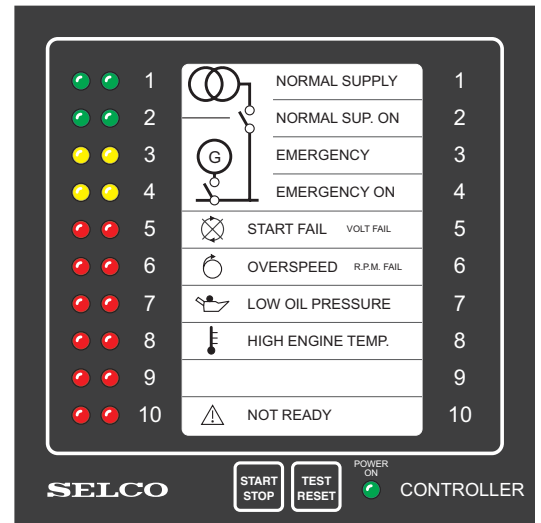 1 NORMAL SUPPLY 1
2 NORMAL SUP. ON 2
3 G EMERGENCY 3
4 EMERGENCY ON 4
5 START FAIL VOLT FAIL 5
6 OVERSPEED R.P.M. FAIL 6
7 LOW OIL PRESSURE 7
8 HIGH ENGINE TEMP. 8
9 9
10 NOT READY 10
POWER
ON
START TEST
STOP RESET
SELCO CONTROLLER